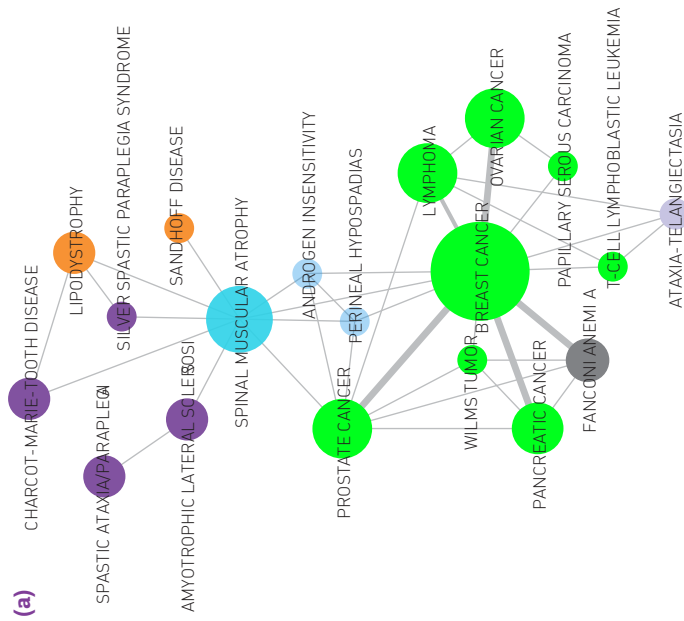 (a)
CHARCOT-MARIE-TOOTH DISEASE
LIPODYSTROPHY
SPASTIC ATAXIA/PARAPLEGI
A
SILVER SPASTIC PARAPLEGIA SYNDROME
SANDHOFF DISEASE
AMYOTROPHIC LATERAL SCLEROSI
S
SPINAL MUSCULAR ATROPHY
ANDROGEN INSENSITIVITY
PERINEAL HYPOSPADIAS
PROSTATE CANCER
LYMPHOMA
WILMS TUMOR
BREAST CANCER
OVARIAN CANCER
PANCREATIC CANCER
PAPILLARY SEROUS CARCINOMA
FANCONI ANEMI A
T-CELL LYMPHOBLASTIC LEUKEMIA
ATAXIA-TELANGIECTASIA